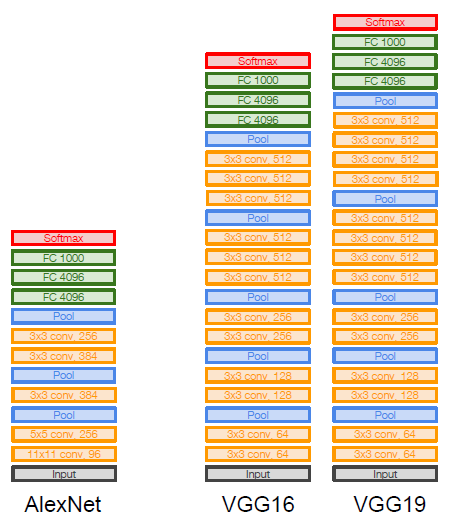 Softmax
FC 1000
FC 4096
FC 4096
Pool
3x3 conv, 256
3x3 conv, 384
Pool
3x3 conv, 384
Pool
5x5 conv, 256
11x11 conv, 96
Input
AlexNet
Softmax
FC 1000
FC 4096
FC 4096
Pool
3x3 conv, 512
3x3 conv, 512
3x3 conv, 512
Pool
3x3 conv, 512
3x3 conv, 512
3x3 conv, 512
Pool
3x3 conv, 256
3x3 conv, 256
Pool
3x3 conv, 128
3x3 conv, 128
Pool
3x3 conv, 64
3x3 conv, 64
Input
VGG16
Softmax
FC 1000
FC 4096
FC 4096
Pool
3x3 conv, 512
3x3 conv, 512
3x3 conv, 512
3x3 conv, 512
Pool
3x3 conv, 512
3x3 conv, 512
3x3 conv, 512
3x3 conv, 512
Pool
3x3 conv, 256
3x3 conv, 256
Pool
3x3 conv, 128
3x3 conv, 128
Pool
3x3 conv, 64
3x3 conv, 64
Input
VGG19